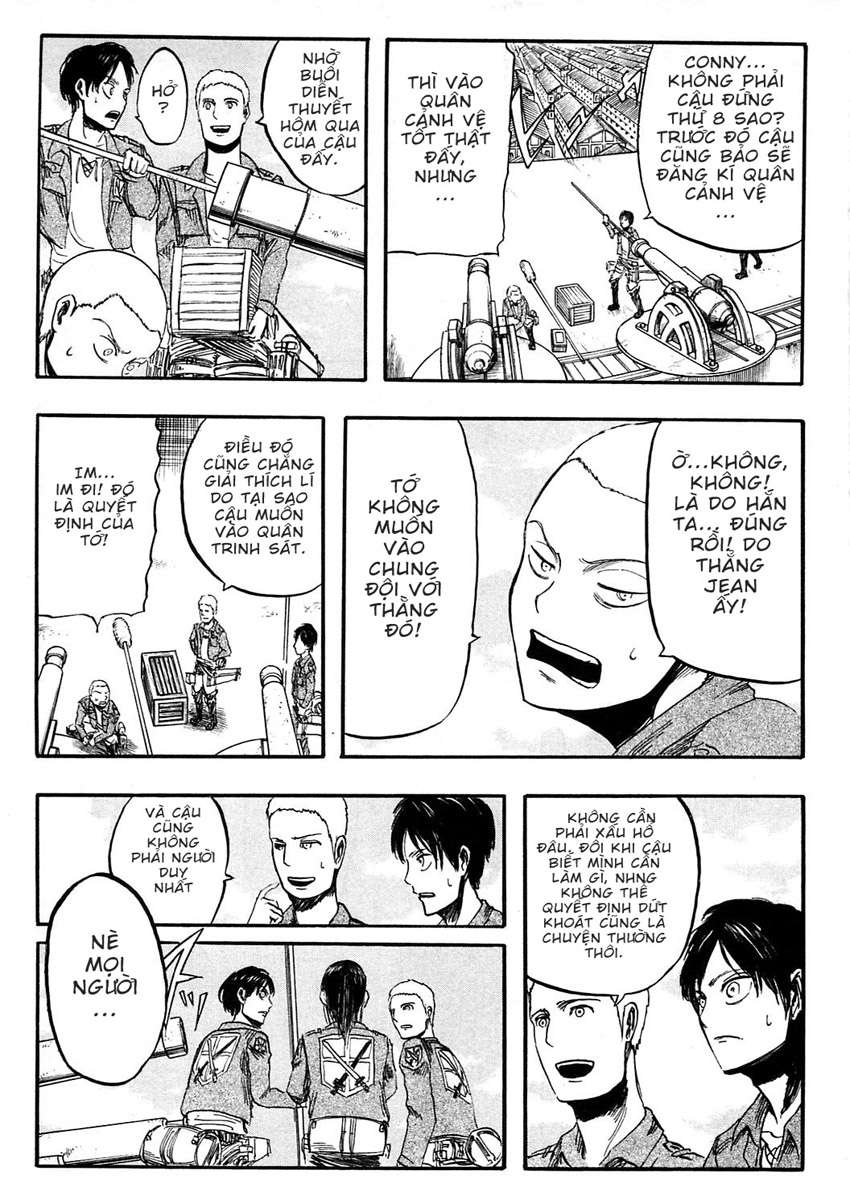 CONNY...
KHÔNG PHẢI
CẬU ĐỨNG
THỨ 8 SAO?
TRƯỚC ĐÓ CẬU
CŨNG BẢO SẼ
ĐĂNG KÍ QUÂN
CẢNH VỆ
...
THÌ VÀO
QUÂN
CẢNH VỆ
TỐT THẬT
ĐẤY,
NHƯNG
...
NHỜ
BUỔI
DIỄN
THUYẾT
HÔM QUA
CỦA CẬU
ĐẤY.
HỞ
?
Ờ...KHÔNG,
KHÔNG!
LÀ DO HẮN
TA... ĐÚNG
RỒI! DO
THẰNG
JEAN
ẤY!
TỚ
KHÔNG
MUỐN
VÀO
CHUNG
ĐỘI VỚI
THẰNG
ĐÓ!
ĐIỀU ĐÓ
CŨNG CHẲNG
GIẢI THÍCH LÍ
DO TẠI SAO
CẬU MUỐN
VÀO QUÂN
TRINH SÁT.
IM...
IM ĐI! ĐÓ
LÀ QUYẾT
ĐỊNH CỦA
TỚ!
KHÔNG CẦN
PHẢI XẤU HỔ
ĐÂU. ĐÔI KHI CẬU
BIẾT MÌNH CẦN
LÀM GÌ, NHNG
KHÔNG THỂ
QUYẾT ĐỊNH DỨT
KHOÁT CŨNG LÀ
CHUYỆN THƯỜNG
THÔI.
VÀ CẬU
CŨNG
KHÔNG
PHẢI NGƯỜI
DUY
NHẤT
NÈ
MỌI
NGƯỜI
...